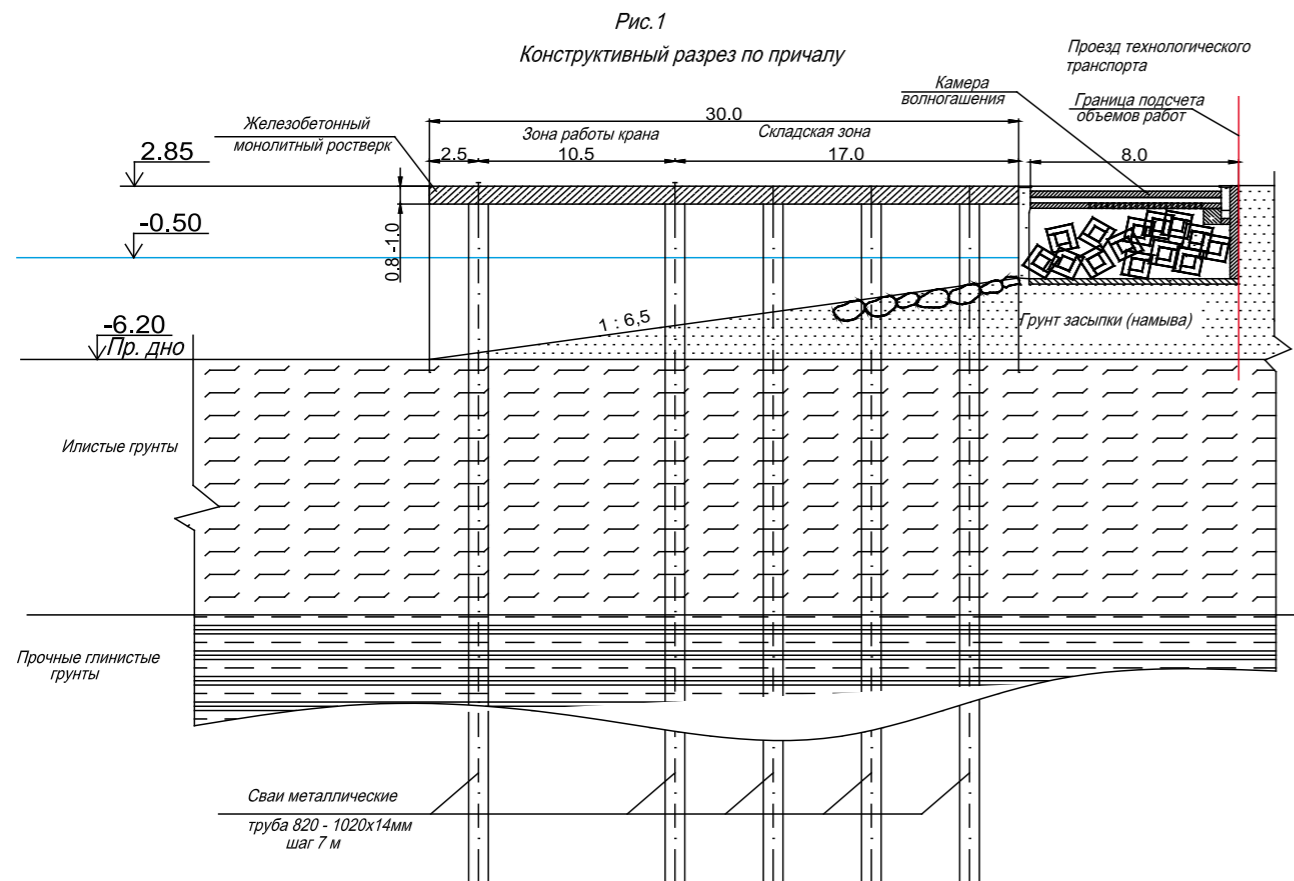 Рис.1
Конструктивный разрез по причалу
Проезд технологического
транспорта
Камера
волногашения
Граница подсчета
объемов работ
Железобетонный
монолитный ростверк
30.0
Зона работы крана
Складская зона
2.85
2.5
10.5
17.0
8.0
-0.50
0.8 -1.0
-6.20
Пр. дно
1 : 6,5
Грунт засыпки (намыва)
Илистые грунты
Прочные глинистые
грунты
Сваи металлические
труба 820 - 1020х14мм
шаг 7 м